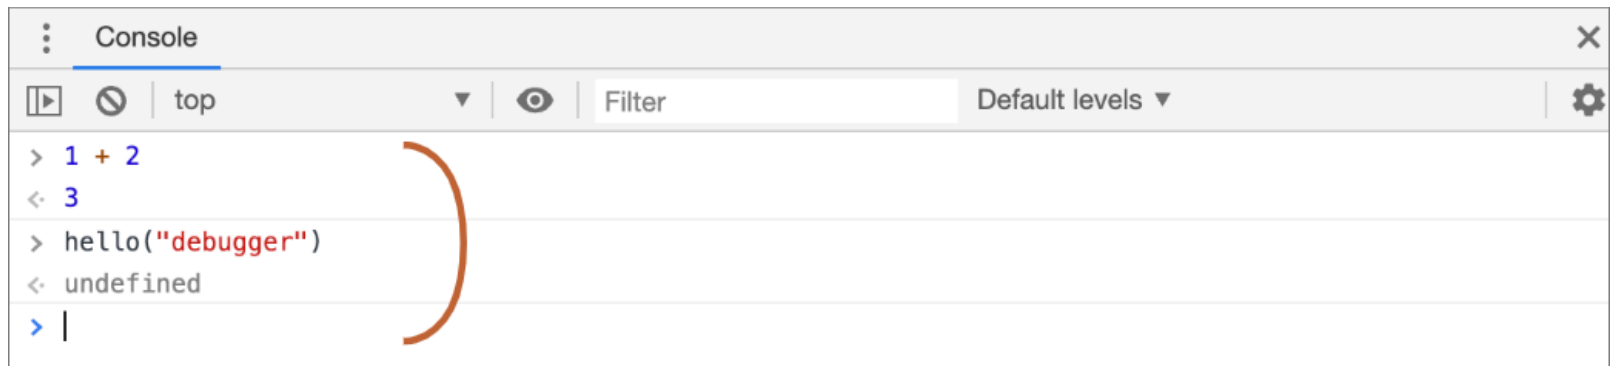 Console
top Filter Default levels
> 1 + 2
3
> hello("debugger")
undefined
>